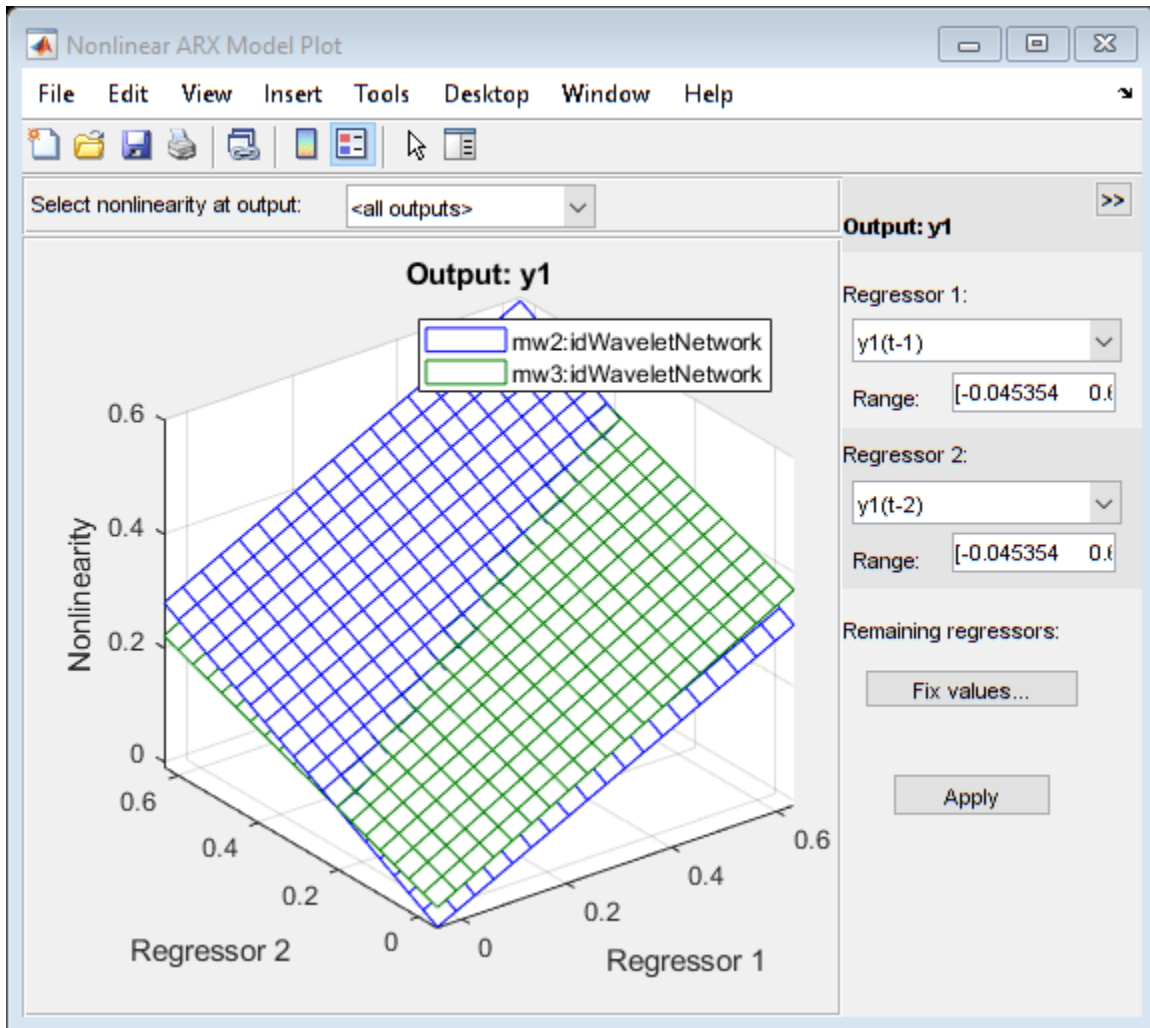 Nonlinear ARX Model Plot
File Edit View Insert Tools Desktop Window Help
Select nonlinearity at output: <all outputs>
>>
Output: y1
Output: y1
mw2:idWaveletNetwork
mw3:idWaveletNetwork
Nonlinearity
0.6
0.4
0.2
0
0.6
0.4
0.2
0
Regressor 2
0
0.2
0.4
0.6
Regressor 1
Regressor 1:
y1(t-1)
Range: [-0.045354
Regressor 2:
y1(t-2)
Range: [-0.045354
Remaining regressors:
Fix values...
Apply